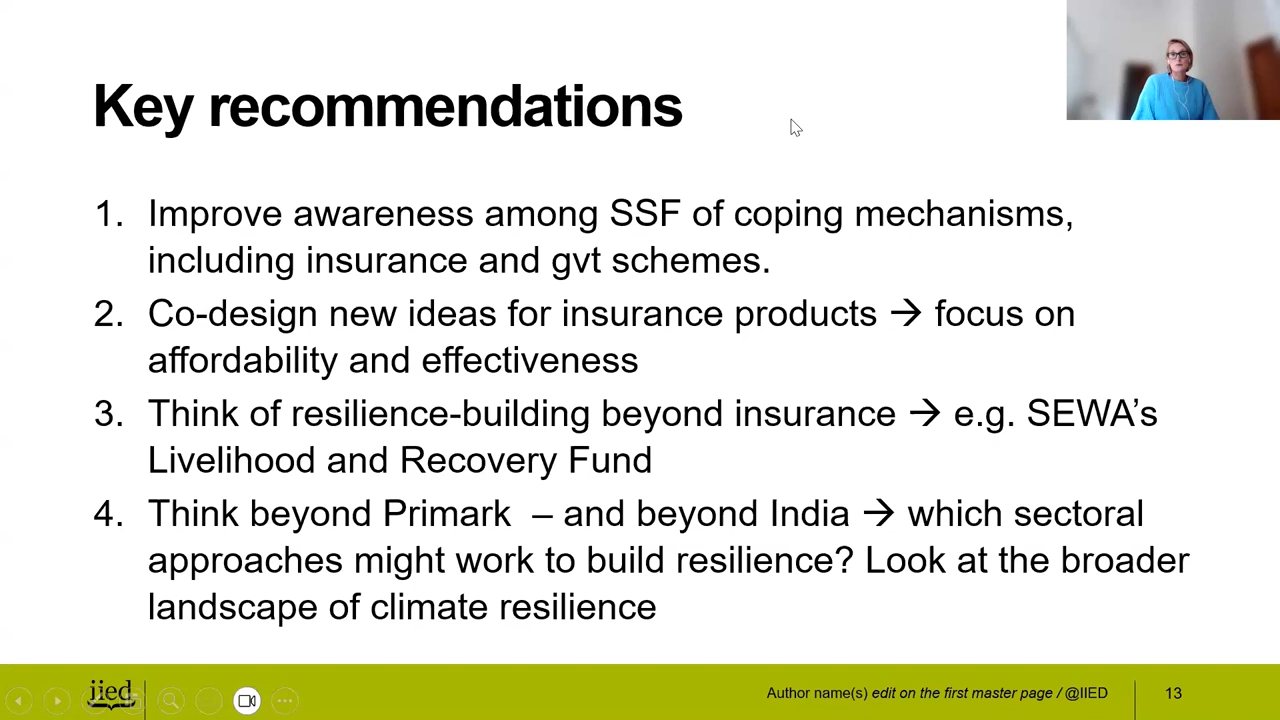 Key recommendations
1. Improve awareness among SSF of coping mechanisms,
including insurance and gvt schemes.
2. Co-design new ideas for insurance products → focus on
affordability and effectiveness
3. Think of resilience-building beyond insurance → e.g. SEWA’s
Livelihood and Recovery Fund
4. Think beyond Primark – and beyond India → which sectoral
approaches might work to build resilience? Look at the broader
landscape of climate resilience
iied
Author name(s) edit on the first master page / @IIED
13